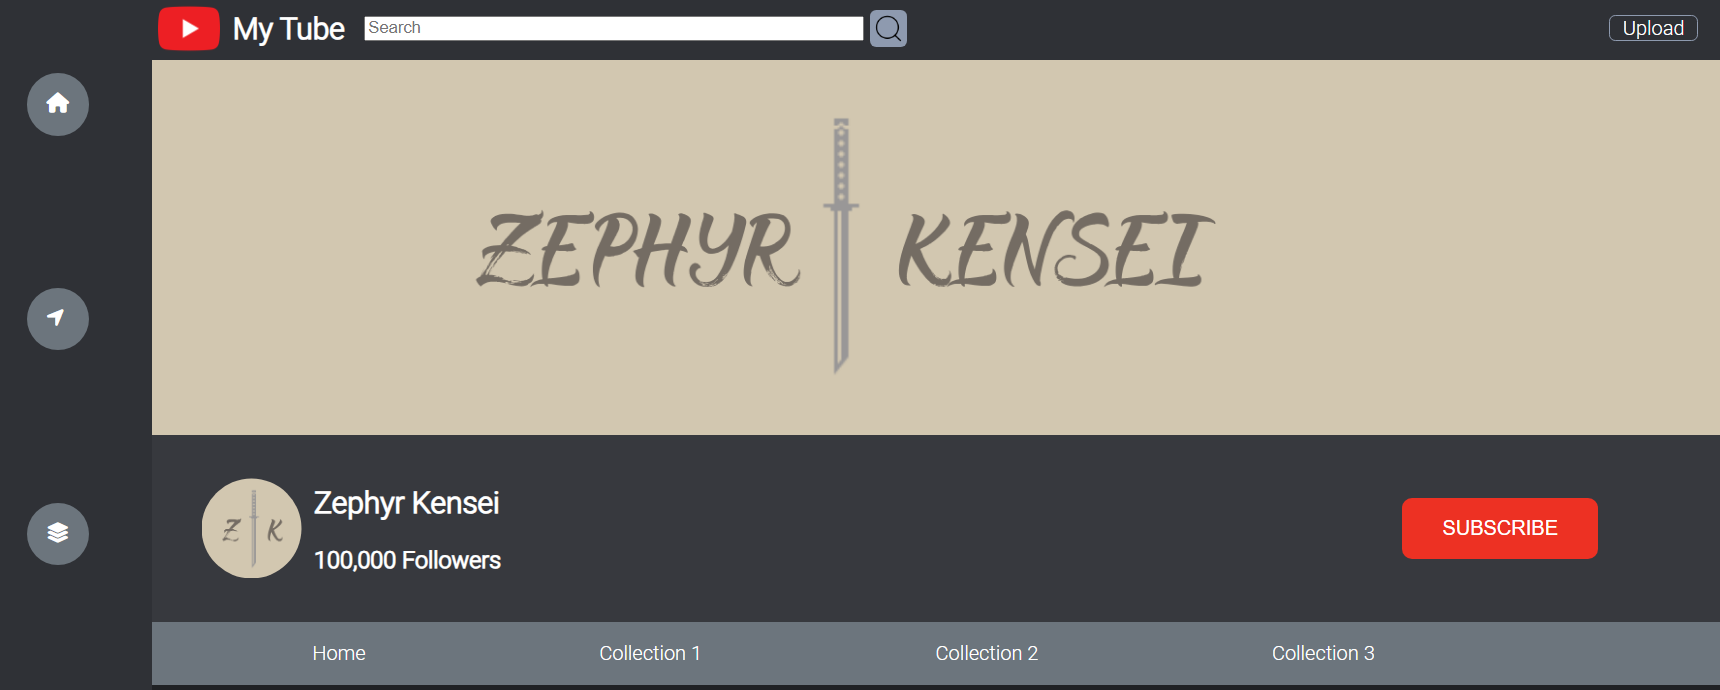 My Tube
Search
Upload
ZEPHYR KENSEI
Z K
Zephyr Kensei
100,000 Followers
SUBSCRIBE
Home
Collection 1
Collection 2
Collection 3